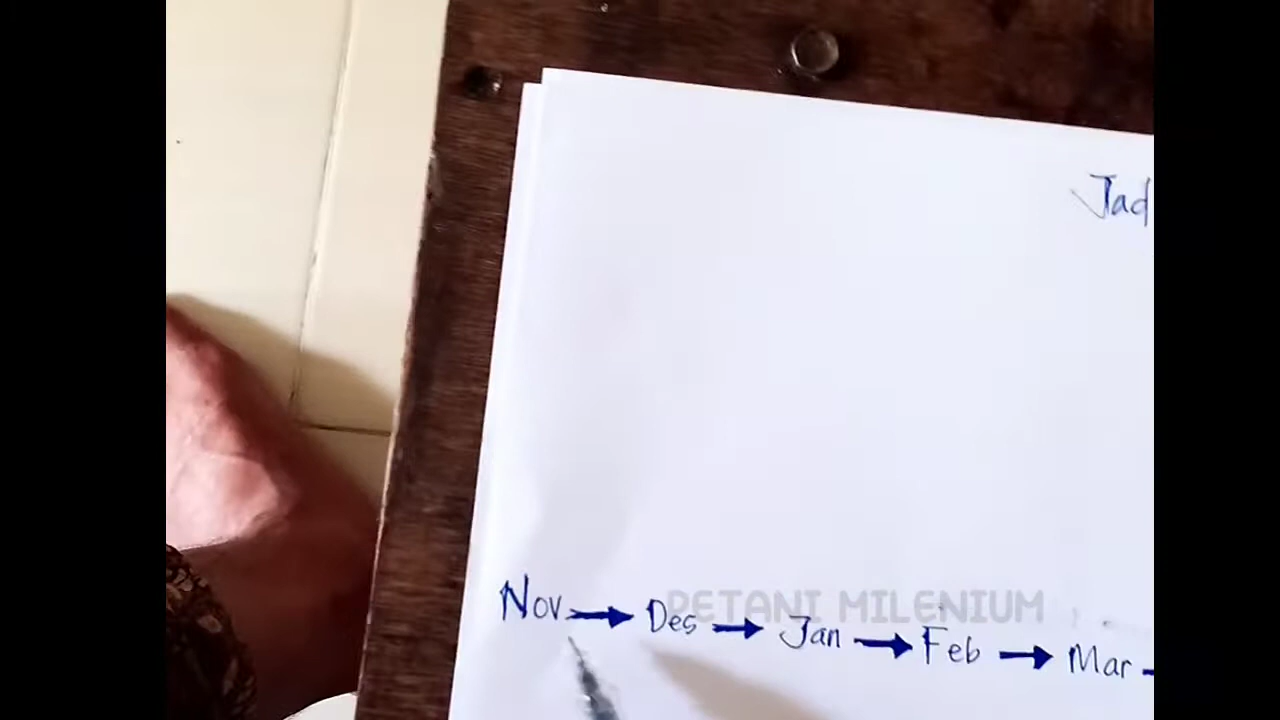 Jad
PETANI MILENIUM
Nov → Des → Jan → Feb → Mar